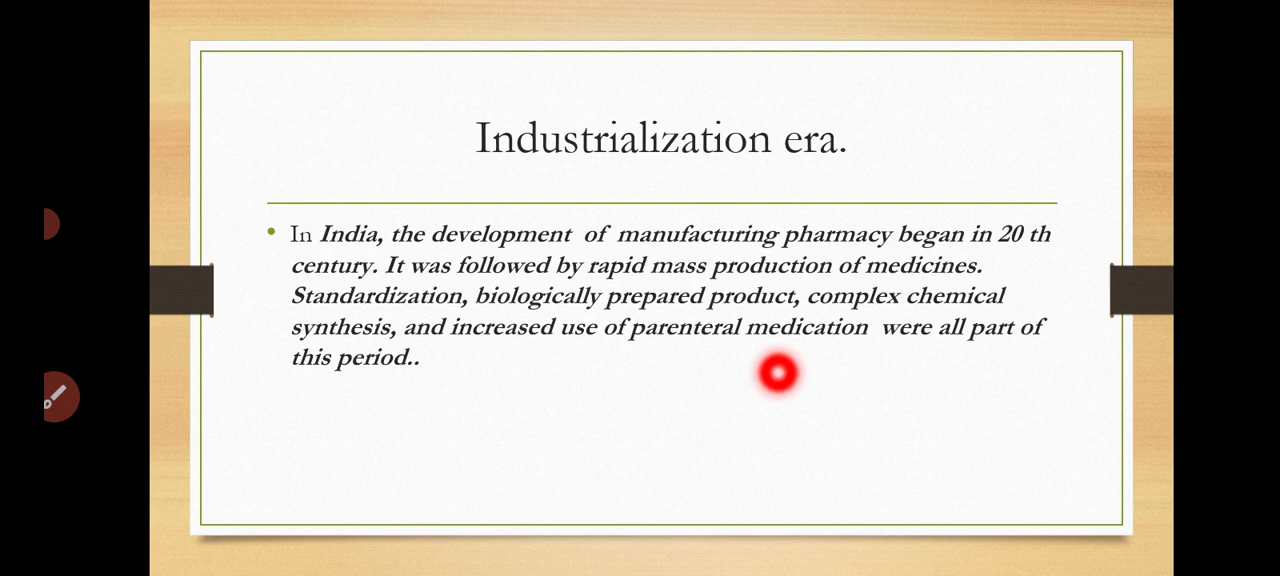 Industrialization era.
• In India, the development of manufacturing pharmacy began in 20 th
century. It was followed by rapid mass production of medicines.
Standardization, biologically prepared product, complex chemical
synthesis, and increased use of parenteral medication were all part of
this period..